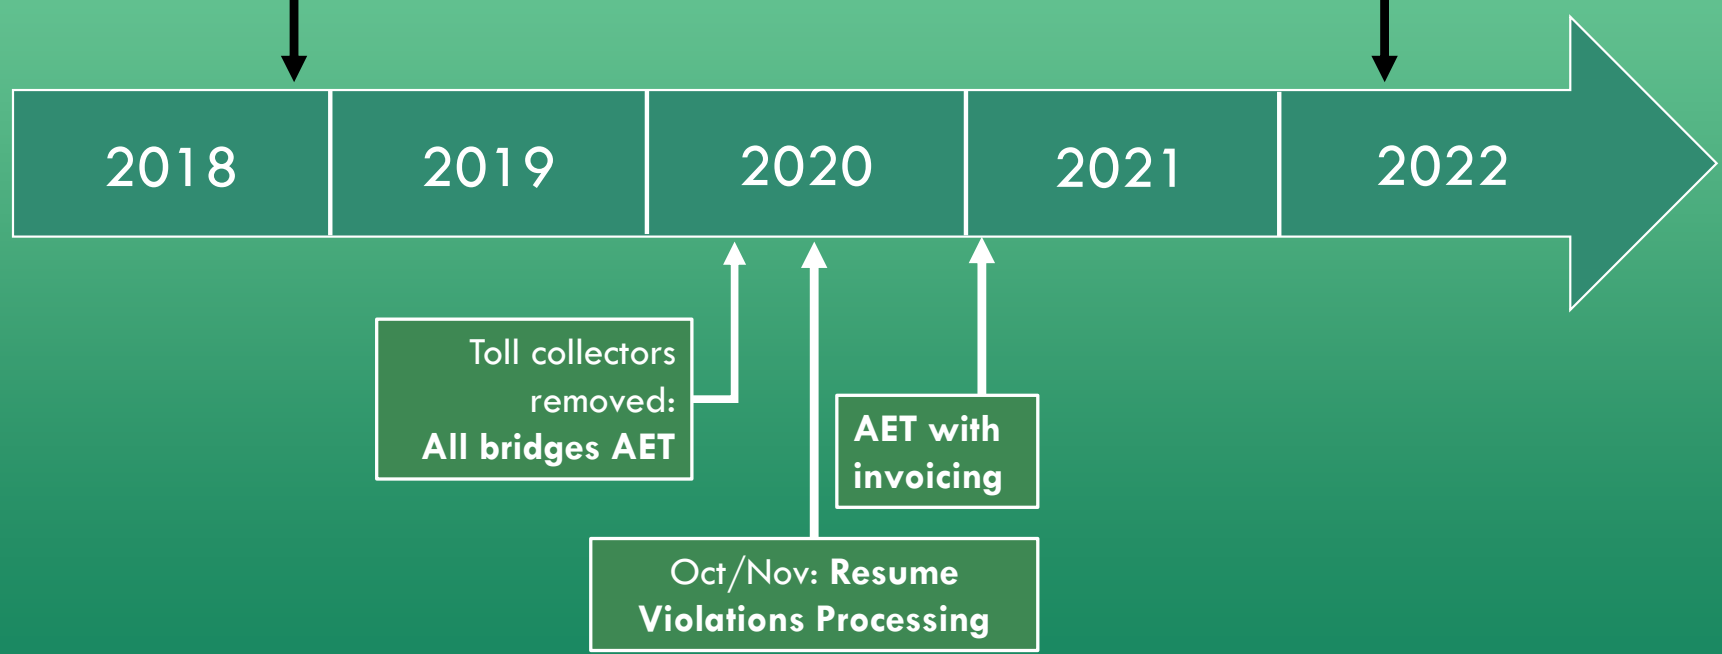 2018
2019
2020
2021
2022
Toll collectors
removed:
All bridges AET
AET with
invoicing
Oct/Nov: Resume
Violations Processing